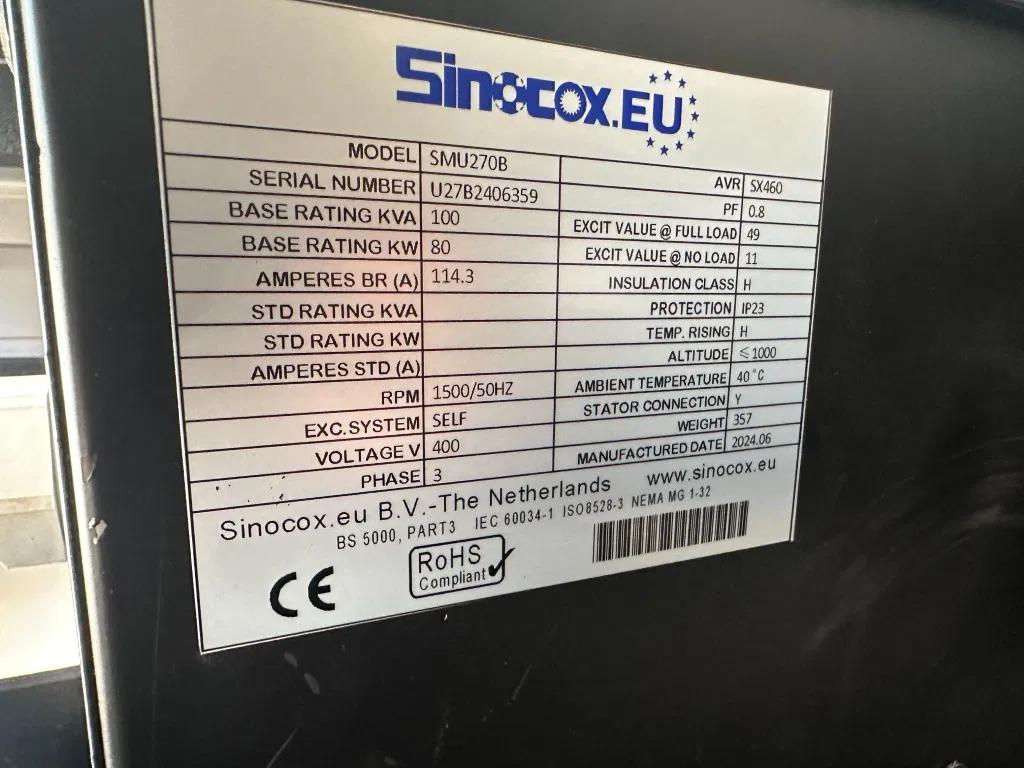 Sinocox.EU
MODEL SMU270B
SERIAL NUMBER U27B2406359
BASE RATING KVA 100
BASE RATING KW 80
AMPERES BR (A) 114.3
STD RATING KVA
STD RATING KW
AMPERES STD (A)
RPM 1500/50HZ
EXC.SYSTEM SELF
VOLTAGE V 400
PHASE 3
AVR SX460
PF 0.8
EXCIT VALUE @ FULL LOAD 49
EXCIT VALUE @ NO LOAD 11
INSULATION CLASS H
PROTECTION IP23
TEMP. RISING H
ALTITUDE ≤1000
AMBIENT TEMPERATURE 40°C
STATOR CONNECTION Y
WEIGHT 357
MANUFACTURED DATE 2024.06
Sinocox.eu B.V.-The Netherlands www.sinocox.eu
BS 5000, PART3 IEC 60034-1 ISO8528-3 NEMA MG 1-32
CE
RoHS
Compliant